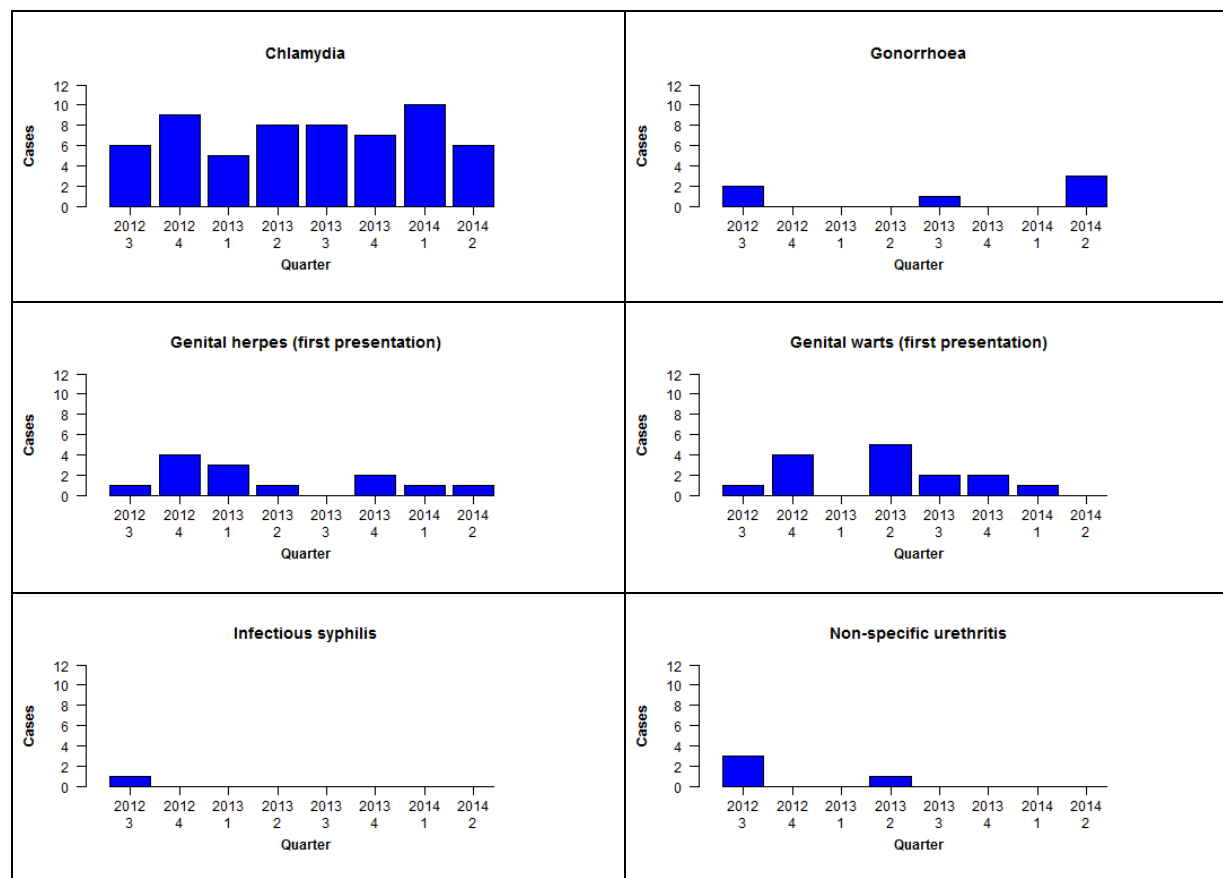 Chlamydia
12
10
8
6
4
2
0
Cases
2012 2012 2013 2013 2013 2013 2014 2014
3 4 1 2 3 4 1 2
Quarter
Gonorrhoea
12
10
8
6
4
2
0
Cases
2012 2012 2013 2013 2013 2013 2014 2014
3 4 1 2 3 4 1 2
Quarter
Genital herpes (first presentation)
12
10
8
6
4
2
0
Cases
2012 2012 2013 2013 2013 2013 2014 2014
3 4 1 2 3 4 1 2
Quarter
Genital warts (first presentation)
12
10
8
6
4
2
0
Cases
2012 2012 2013 2013 2013 2013 2014 2014
3 4 1 2 3 4 1 2
Quarter
Infectious syphilis
12
10
8
6
4
2
0
Cases
2012 2012 2013 2013 2013 2013 2014 2014
3 4 1 2 3 4 1 2
Quarter
Non-specific urethritis
12
10
8
6
4
2
0
Cases
2012 2012 2013 2013 2013 2013 2014 2014
3 4 1 2 3 4 1 2
Quarter